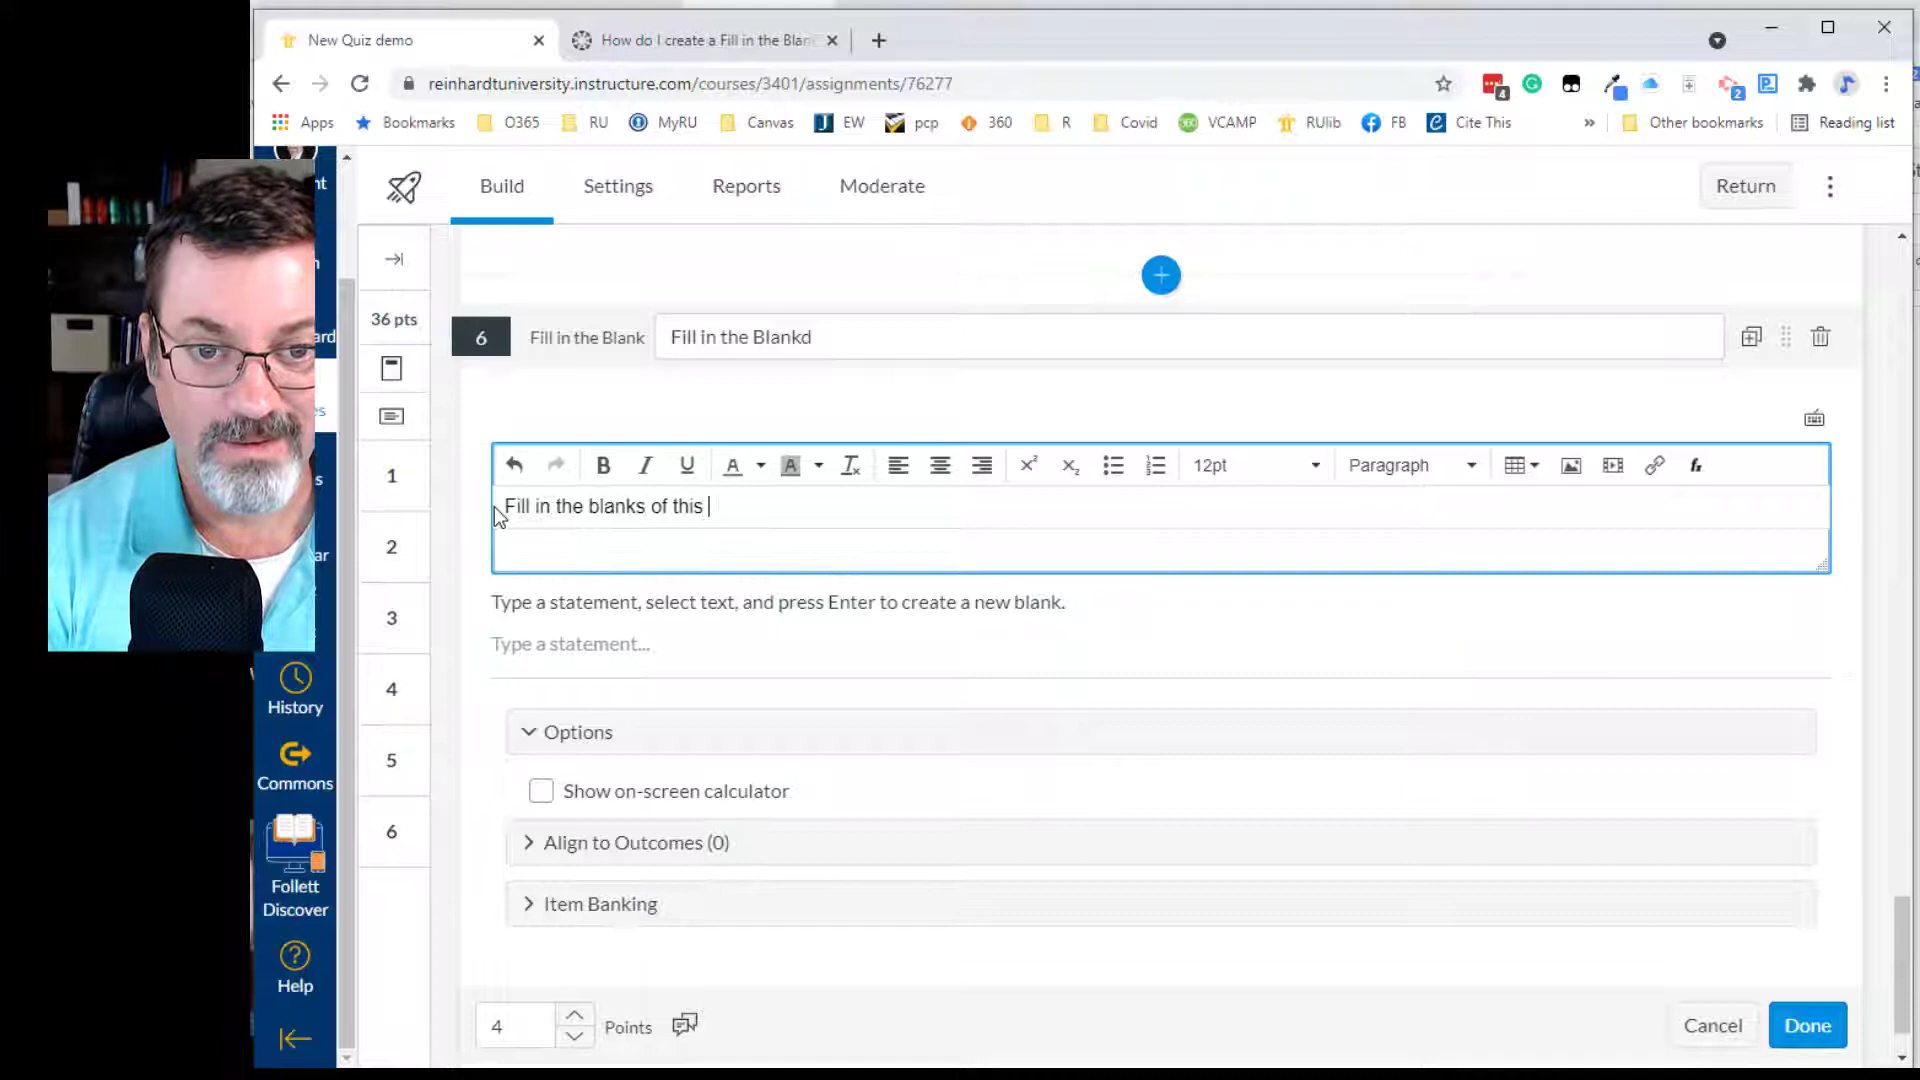 New Quiz demo
How do I create a Fill in the Blan
reinhardtuniversity.instructure.com/courses/3401/assignments/76277
4
2
Apps
Bookmarks
O365
RU
MyRU
Canvas
EW
pcp
360
R
Covid
VCAMP
RUlib
FB
Cite This
»
Other bookmarks
Reading list
Build
Settings
Reports
Moderate
Return
36 pts
6
Fill in the Blank
Fill in the Blankd
12pt
Paragraph
Fill in the blanks of this
Type a statement, select text, and press Enter to create a new blank.
Type a statement...
Options
Show on-screen calculator
Align to Outcomes (0)
Item Banking
1
2
3
4
5
6
4
Points
Cancel
Done
History
Commons
Follett
Discover
Help